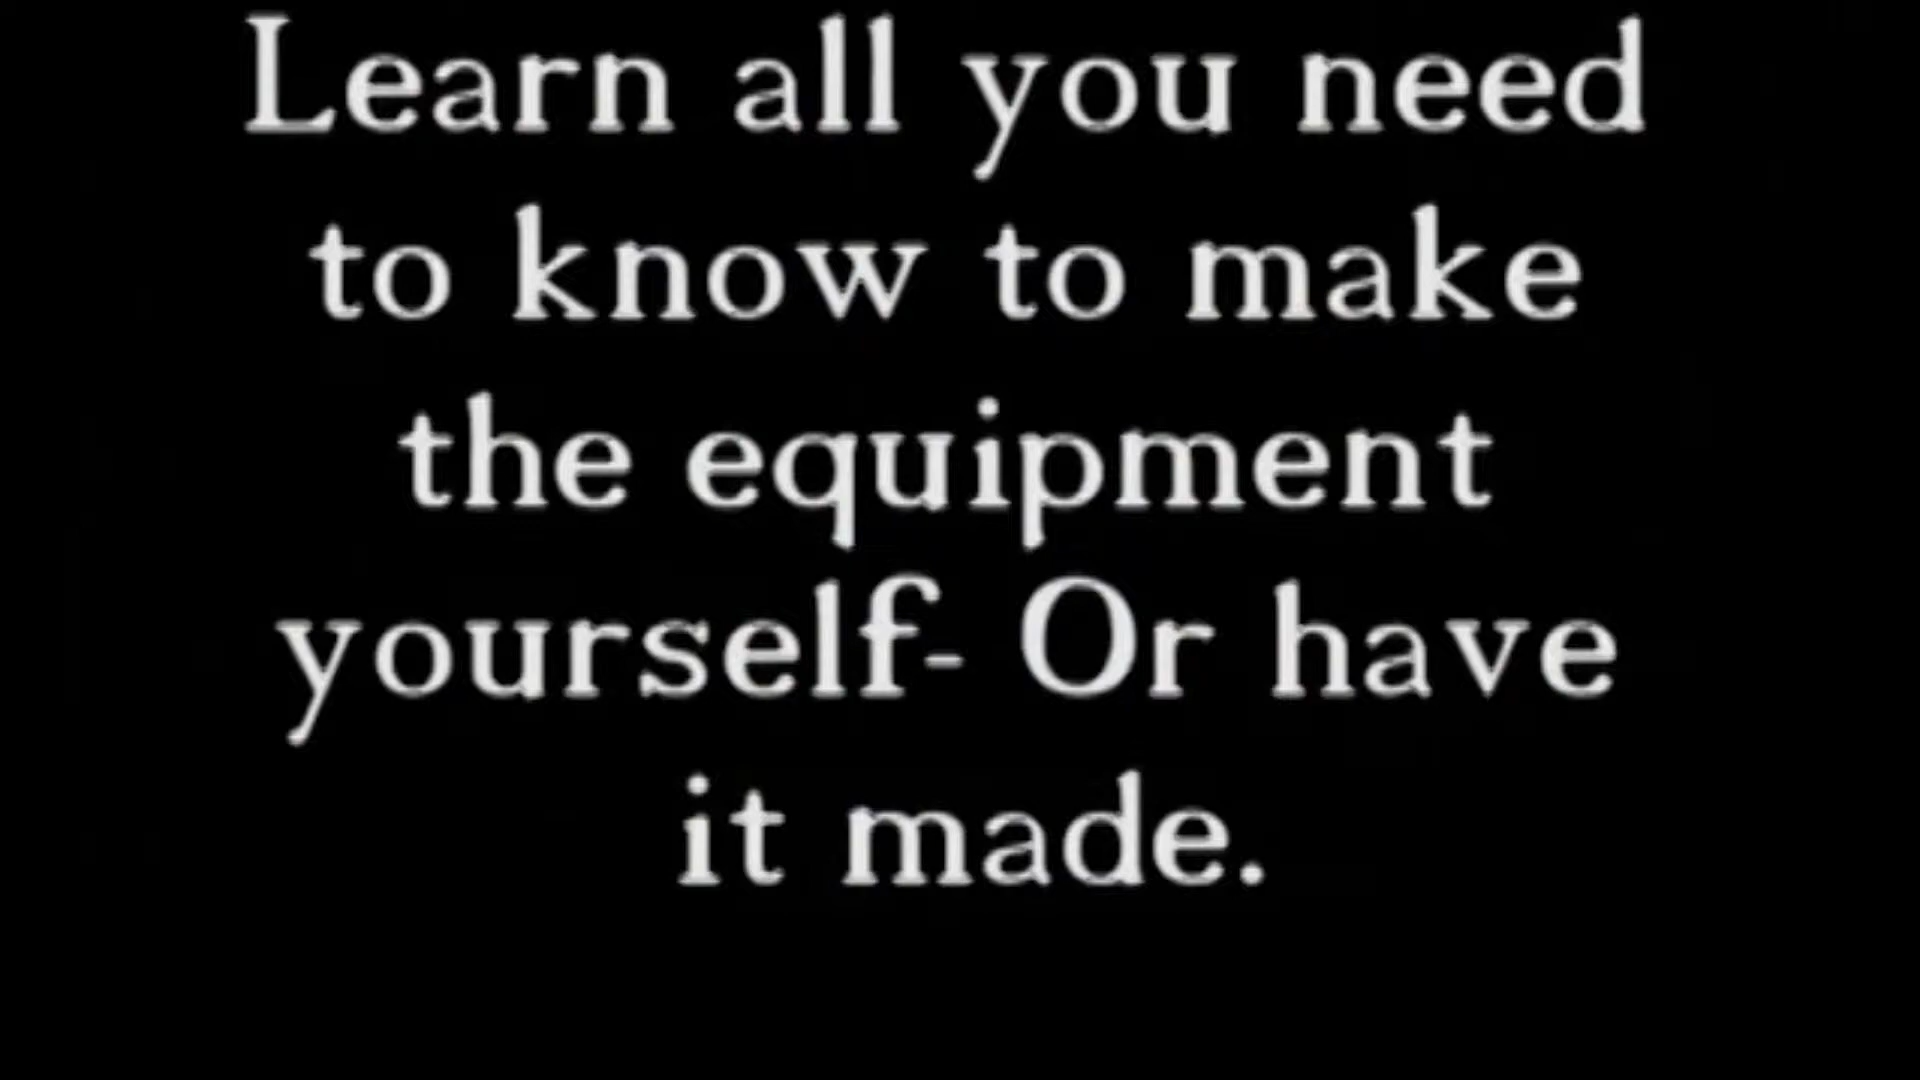 Learn all you need
to know to make
the equipment
yourself- Or have
it made.